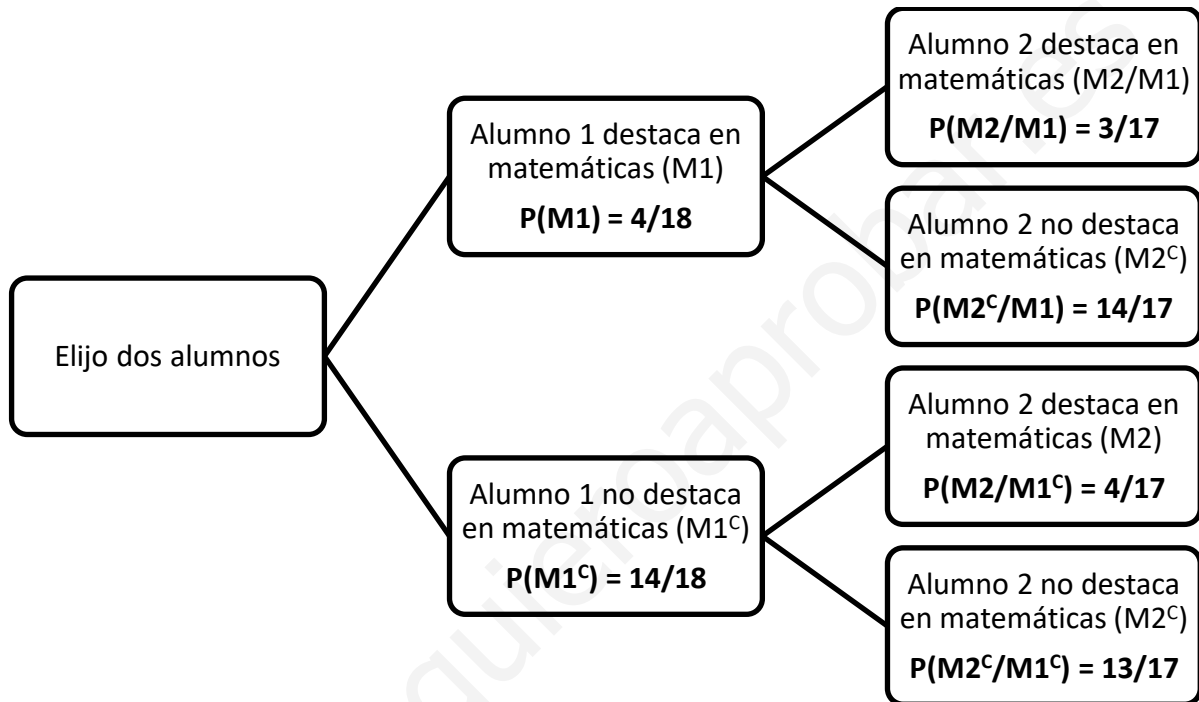 Elijo dos alumnos
Alumno 1 destaca en
matemáticas (M1)
P(M1) = 4/18
Alumno 1 no destaca
en matemáticas (M1ᶜ)
P(M1ᶜ) = 14/18
Alumno 2 destaca en
matemáticas (M2/M1)
P(M2/M1) = 3/17
Alumno 2 no destaca
en matemáticas (M2ᶜ)
P(M2ᶜ/M1) = 14/17
Alumno 2 destaca en
matemáticas (M2)
P(M2/M1ᶜ) = 4/17
Alumno 2 no destaca
en matemáticas (M2ᶜ)
P(M2ᶜ/M1ᶜ) = 13/17
quieroaprobar.es